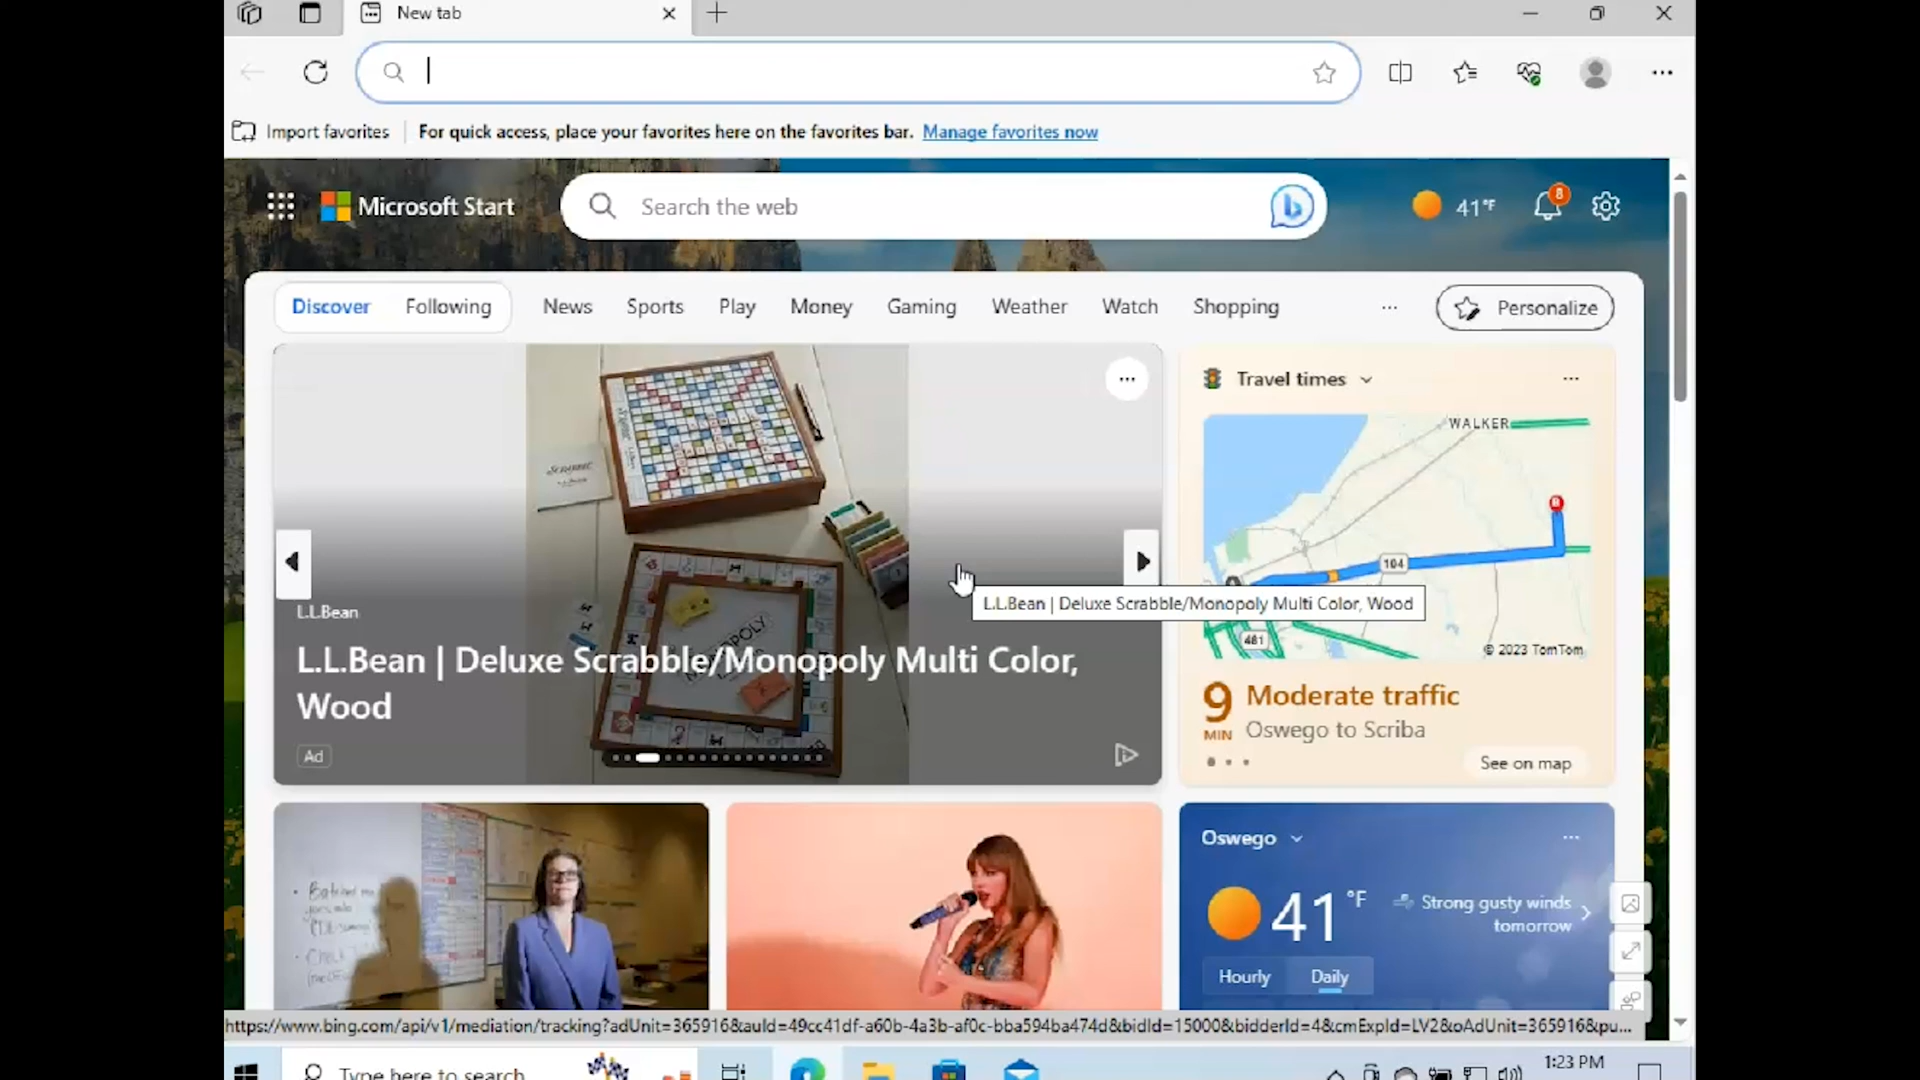 New tab
Import favorites
For quick access, place your favorites here on the favorites bar. Manage favorites now
Microsoft Start
Search the web
41°F
8
Discover
Following
News
Sports
Play
Money
Gaming
Weather
Watch
Shopping
Personalize
L.L.Bean
L.L.Bean | Deluxe Scrabble/Monopoly Multi Color,
Wood
Ad
MONOPOLY
L.L.Bean | Deluxe Scrabble/Monopoly Multi Color, Wood
Travel times
WALKER
104
481
© 2023 TomTom
9 MIN
Moderate traffic
Oswego to Scriba
See on map
Oswego
41 °F
Strong gusty winds
tomorrow
Hourly
Daily
https://www.bing.com/api/v1/mediation/tracking?adUnit=365916&auId=49cc41df-a60b-4a3b-af0c-bba594ba474d&bidId=15000&bidderId=4&cmExpId=LV2&oAdUnit=365916&pu...
Type here to search
1:23 PM